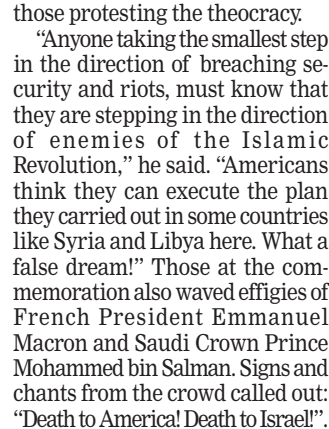 those protesting the theocracy.
“Anyone taking the smallest step
in the direction of breaching se-
curity and riots, must know that
they are stepping in the direction
of enemies of the Islamic
Revolution,” he said. “Americans
think they can execute the plan
they carried out in some countries
like Syria and Libya here. What a
false dream!” Those at the com-
memoration also waved effigies of
French President Emmanuel
Macron and Saudi Crown Prince
Mohammed bin Salman. Signs and
chants from the crowd called out:
“Death to America! Death to Israel!”.